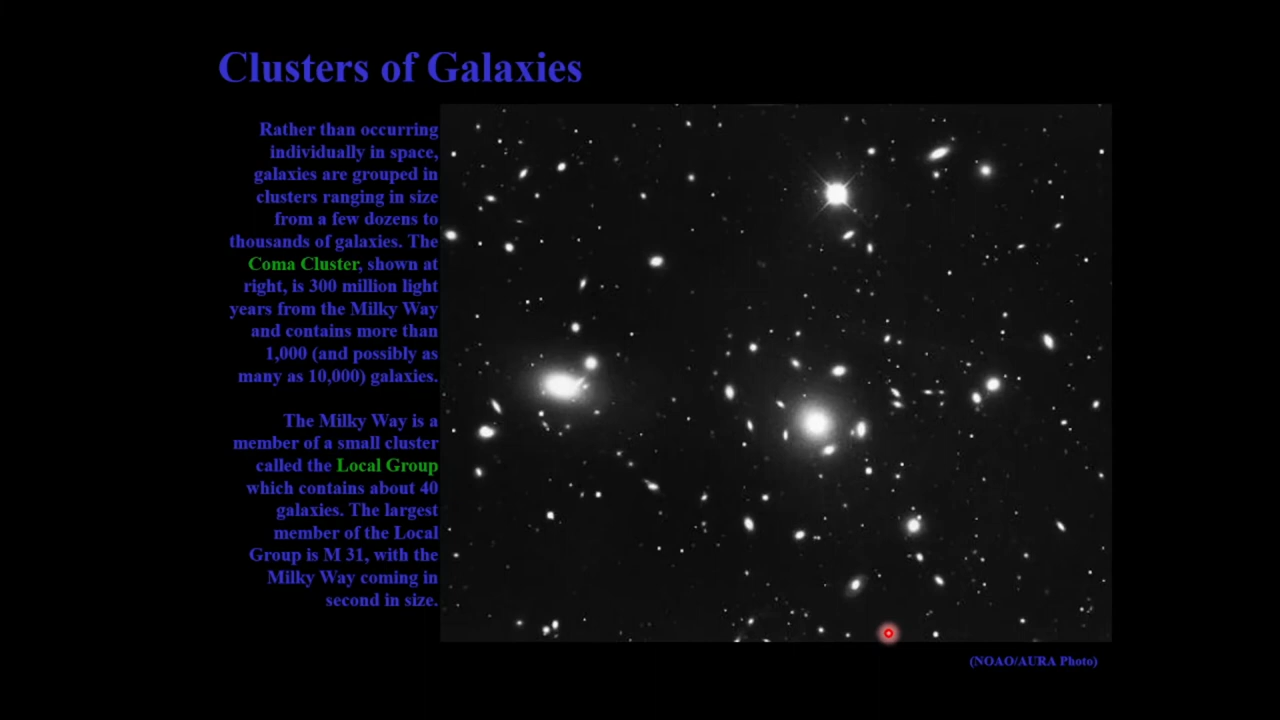 Clusters of Galaxies
Rather than occurring
individually in space,
galaxies are grouped in
clusters ranging in size
from a few dozens to
thousands of galaxies. The
Coma Cluster, shown at
right, is 300 million light
years from the Milky Way
and contains more than
1,000 (and possibly as
many as 10,000) galaxies.
The Milky Way is a
member of a small cluster
called the Local Group
which contains about 40
galaxies. The largest
member of the Local
Group is M 31, with the
Milky Way coming in
second in size.
(NOAO/AURA Photo)